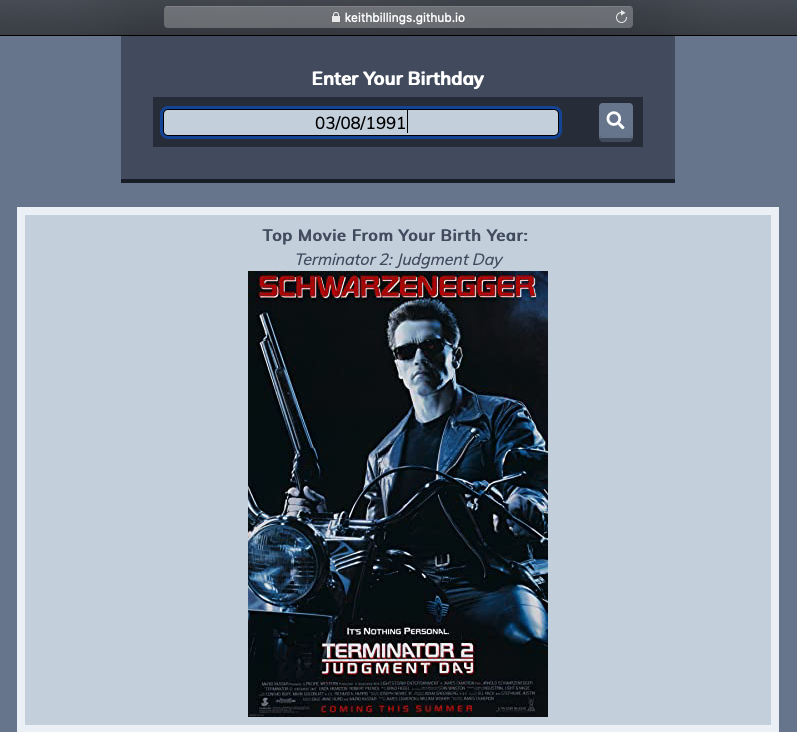 keithbillings.github.io
Enter Your Birthday
03/08/1991
Top Movie From Your Birth Year:
Terminator 2: Judgment Day
SCHWARZENEGGER
IT'S NOTHING PERSONAL.
TERMINATOR 2
JUDGMENT DAY
COMING THIS SUMMER